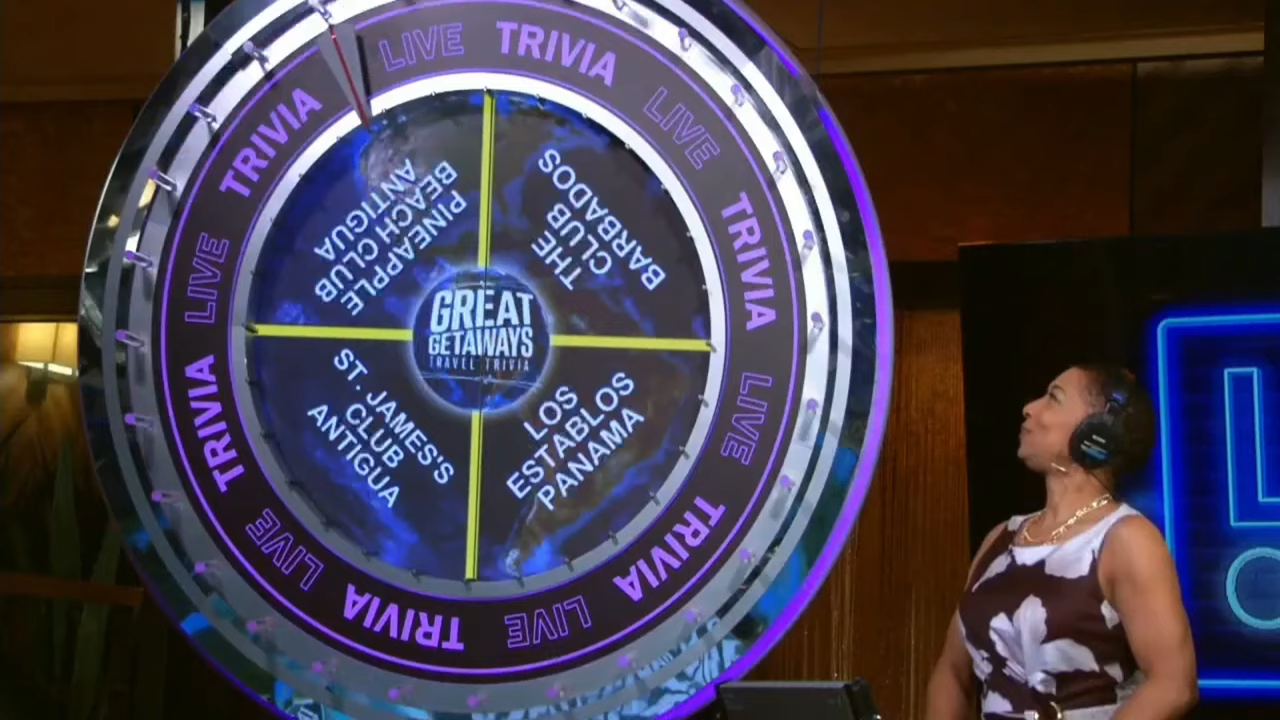 LIVE TRIVIA
LIVE
TRIVIA
LIVE
TRIVIA
LIVE
TRIVIA
LIVE
TRIVIA
LIVE
TRIVIA
PINEAPPLE
BEACH CLUB
ANTIGUA
THE
CLUB
BARBADOS
GREAT
GETAWAYS
TRAVEL TRIVIA
ST. JAMES'S
CLUB
ANTIGUA
LOS
ESTABLOS
PANAMA